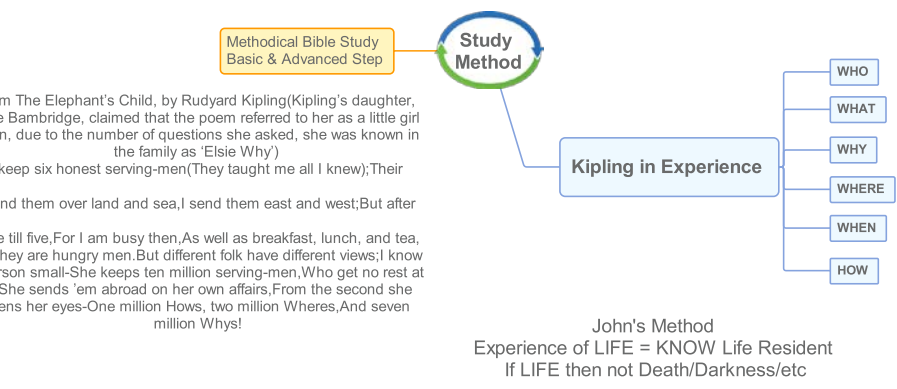 Methodical Bible Study
Basic & Advanced Step
Study
Method
WHO
WHAT
WHY
WHERE
WHEN
HOW
Kipling in Experience
The Elephant's Child, by Rudyard Kipling(Kipling's daughter,
Bambridge, claimed that the poem referred to her as a little girl
due to the number of questions she asked, she was known in
the family as ‘Elsie Why’)
keep six honest serving-men(They taught me all I knew);Their
them over land and sea,I send them east and west;But after
till five,For I am busy then,As well as breakfast, lunch, and tea,
they are hungry men.But different folk have different views;I know
small-She keeps ten million serving-men,Who get no rest at
She sends ’em abroad on her own affairs,From the second she
her eyes-One million Hows, two million Wheres,And seven
million Whys!
John's Method
Experience of LIFE = KNOW Life Resident
If LIFE then not Death/Darkness/etc